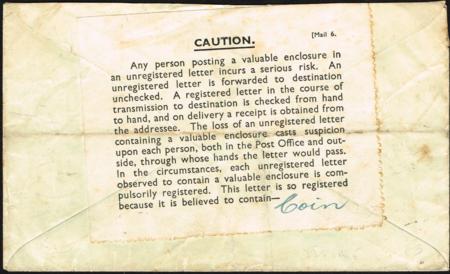 CAUTION. [Mail 6.
Any person posting a valuable enclosure in
an unregistered letter incurs a serious risk. An
unregistered letter is forwarded to destination
unchecked. A registered letter in the course of
transmission to destination is checked from hand
to hand, and on delivery a receipt is obtained from
the addressee. The loss of an unregistered letter
containing a valuable enclosure casts suspicion
upon each person, both in the Post Office and out-
side, through whose hands the letter would pass.
In the circumstances, each unregistered letter
observed to contain a valuable enclosure is com-
pulsorily registered. This letter is so registered
because it is believed to contain— Coin